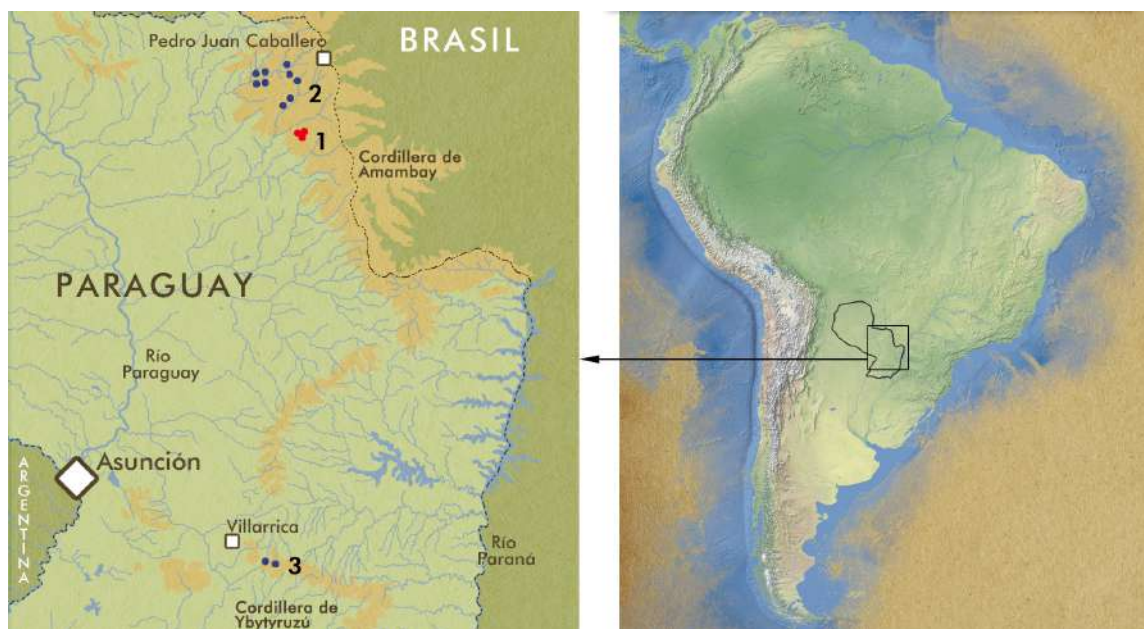 Pedro Juan Caballero
BRASIL
2
1
Cordillera de
Amambay
PARAGUAY
Río
Paraguay
Asunción
ARGENTINA
Villarrica
3
Río
Paraná
Cordillera de
Ybytyruzú